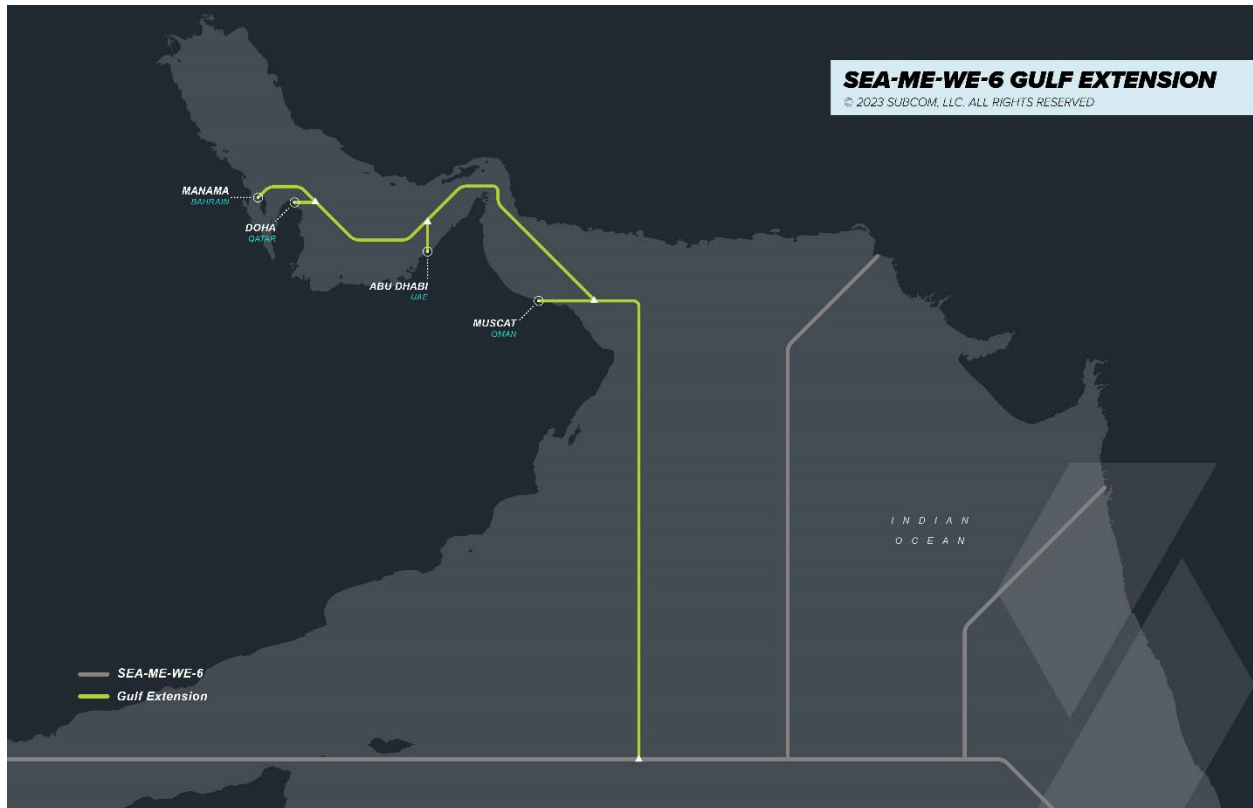 SEA-ME-WE-6 GULF EXTENSION
© 2023 SUBCOM, LLC. ALL RIGHTS RESERVED
MANAMA
BAHRAIN
DOHA
QATAR
ABU DHABI
UAE
MUSCAT
OMAN
INDIAN
OCEAN
SEA-ME-WE-6
Gulf Extension